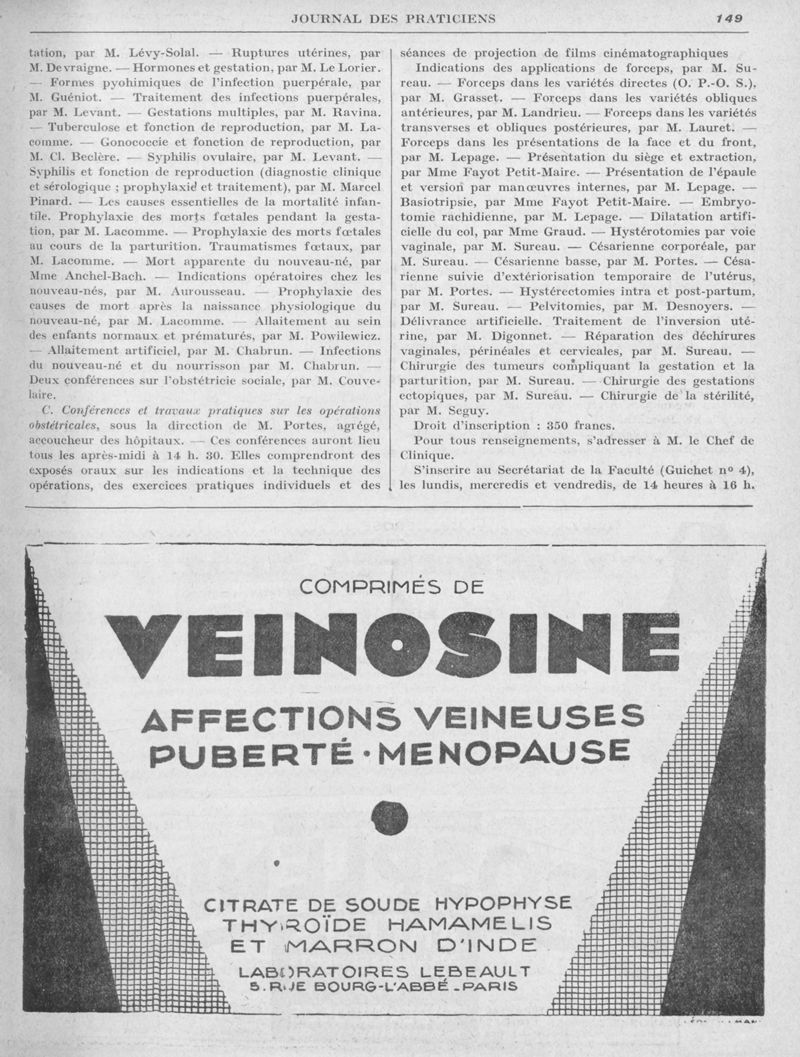 JOURNAL DES PRATICIENS 149
tation, par M. Lévy-Solal. — Ruptures utérines, par
M. Devraigne. — Hormones et gestation, par M. Le Lorier.
— Formes pyohimiques de l'infection puerpérale, par
M. Guéniot. — Traitement des infections puerpérales,
par M. Levant. — Gestations multiples, par M. Ravina.
— Tuberculose et fonction de reproduction, par M. La-
comme. — Gonococcie et fonction de reproduction, par
M. Cl. Beclère. — Syphilis ovulaire, par M. Levant. —
Syphilis et fonction de reproduction (diagnostic clinique
et sérologique ; prophylaxie et traitement), par M. Marcel
Pinard. — Les causes essentielles de la mortalité infan-
tile. Prophylaxie des morts fœtales pendant la gesta-
tion, par M. Lacomme. — Prophylaxie des morts fœtales
au cours de la parturition. Traumatismes fœtaux, par
M. Lacomme. — Mort apparente du nouveau-né, par
Mme Anchel-Bach. — Indications opératoires chez les
nouveau-nés, par M. Aurousseau. — Prophylaxie des
causes de mort après la naissance physiologique du
nouveau-né, par M. Lacomme. — Allaitement au sein
des enfants normaux et prématurés, par M. Powilewicz.
— Allaitement artificiel, par M. Chabrun. — Infections
du nouveau-né et du nourrisson par M. Chabrun. —
Deux conférences sur l'obstétricie sociale, par M. Couve-
laire.
C. Conférences et travaux pratiques sur les opérations
obstétricales, sous la direction de M. Portes, agrégé,
accoucheur des hôpitaux. — Ces conférences auront lieu
tous les après-midi à 14 h. 30. Elles comprendront des
exposés oraux sur les indications et la technique des
opérations, des exercices pratiques individuels et des
séances de projection de films cinématographiques
Indications des applications de forceps, par M. Su-
reau. — Forceps dans les variétés directes (O. P.-O. S.),
par M. Grasset. — Forceps dans les variétés obliques
antérieures, par M. Landrieu. — Forceps dans les variétés
transverses et obliques postérieures, par M. Lauret. —
Forceps dans les présentations de la face et du front,
par M. Lepage. — Présentation du siège et extraction,
par Mme Fayot Petit-Maire. — Présentation de l'épaule
et version par manœuvres internes, par M. Lepage. —
Basiotripsie, par Mme Fayot Petit-Maire. — Embryo-
tomie rachidienne, par M. Lepage. — Dilatation artifi-
cielle du col, par Mme Graud. — Hystérotomies par voie
vaginale, par M. Sureau. — Césarienne corporéale, par
M. Sureau. — Césarienne basse, par M. Portes. — Césa-
rienne suivie d'extériorisation temporaire de l'utérus,
par M. Portes. — Hystérectomies intra et post-partum,
par M. Sureau. — Pelvitomies, par M. Desnoyers. —
Délivrance artificielle. Traitement de l'inversion uté-
rine, par M. Digonnet. — Réparation des déchirures
vaginales, périnéales et cervicales, par M. Sureau. —
Chirurgie des tumeurs compliquant la gestation et la
parturition, par M. Sureau. — Chirurgie des gestations
ectopiques, par M. Sureau. — Chirurgie de la stérilité,
par M. Seguy.
Droit d'inscription : 350 francs.
Pour tous renseignements, s'adresser à M. le Chef de
Clinique.
S'inscrire au Secrétariat de la Faculté (Guichet nº 4),
les lundis, mercredis et vendredis, de 14 heures à 16 h.
COMPRIMÉS DE
VEINOSINE
AFFECTIONS VEINEUSES
PUBERTÉ · MENOPAUSE
CITRATE DE SOUDE HYPOPHYSE
THYROÏDE HAMAMELIS
ET MARRON D'INDE
LABORATOIRES LEBEAULT
5. RUE BOURG-L'ABBÉ - PARIS